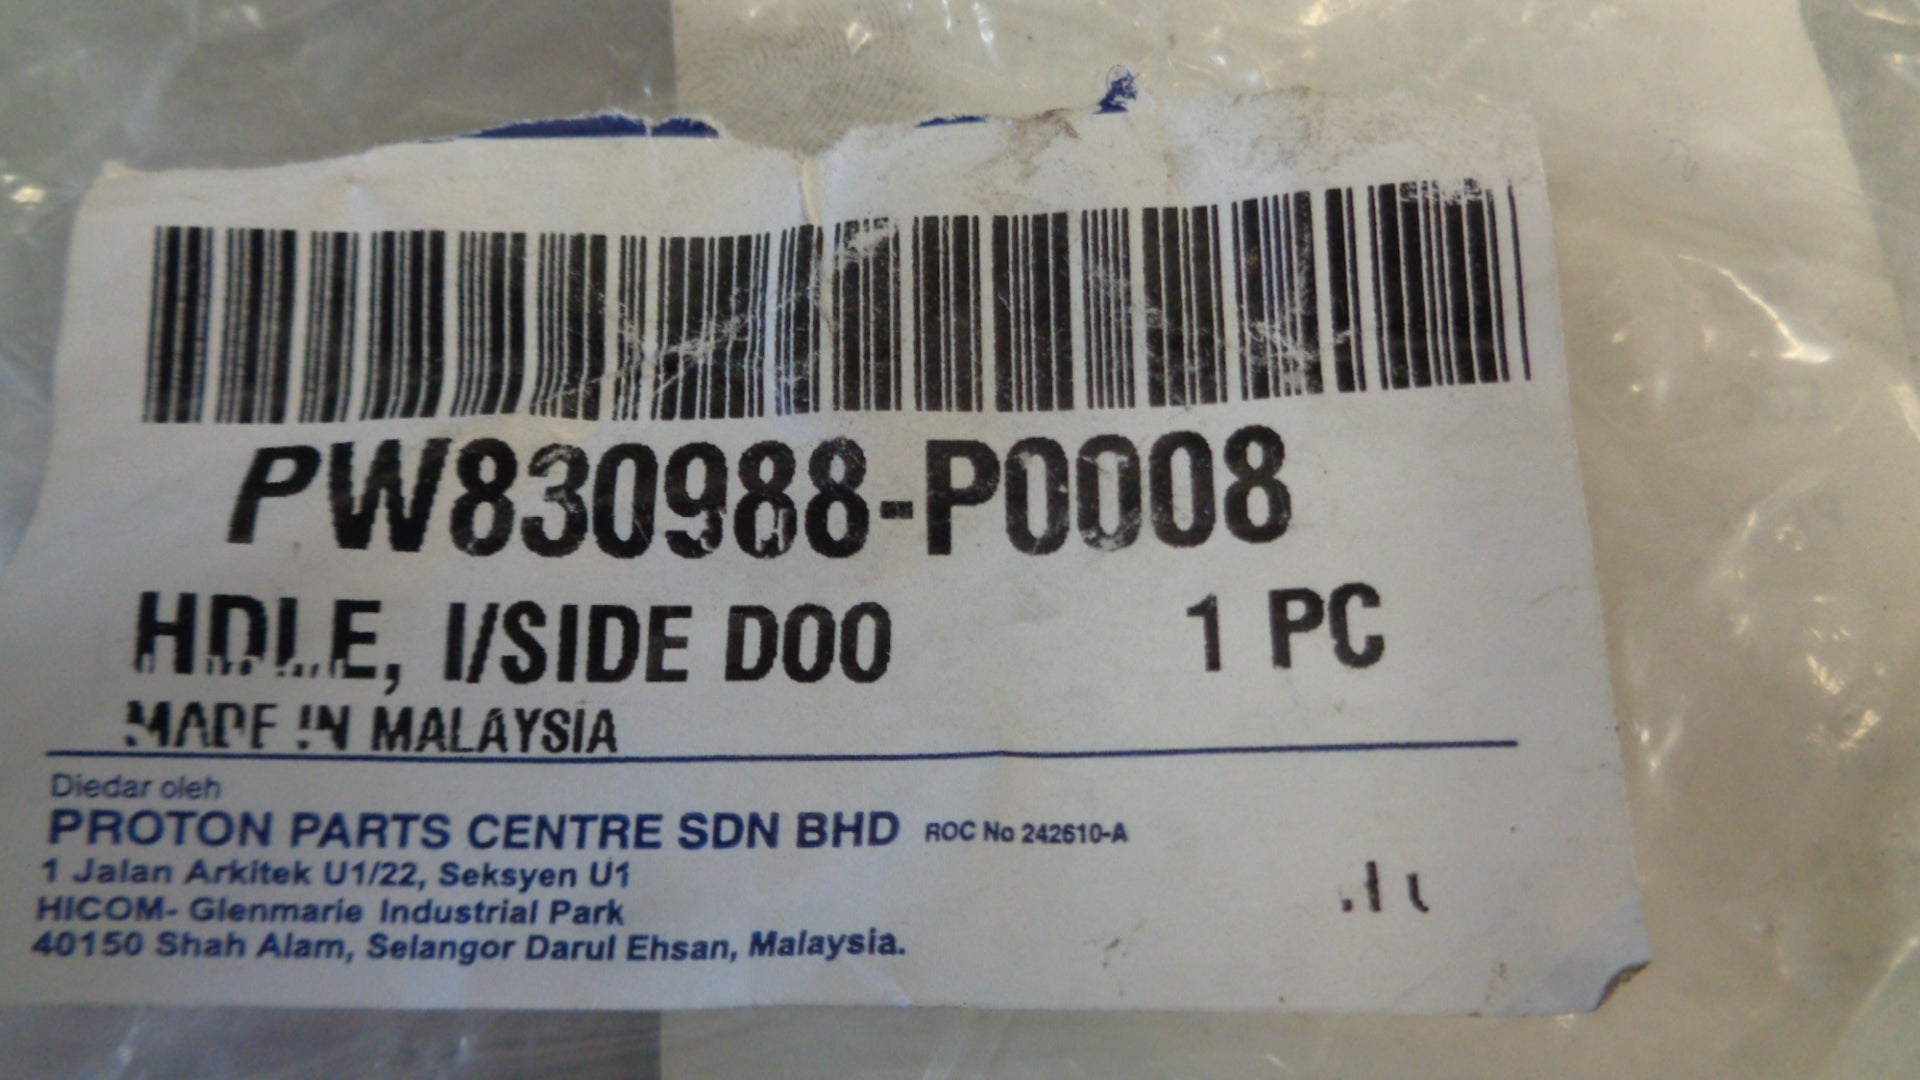 PW830988-P0008
HDLE, I/SIDE DOO 1 PC
MADE IN MALAYSIA
Diedar oleh
PROTON PARTS CENTRE SDN BHD ROC No 242610-A
1 Jalan Arkitek U1/22, Seksyen U1
HICOM- Glenmarie Industrial Park
40150 Shah Alam, Selangor Darul Ehsan, Malaysia.